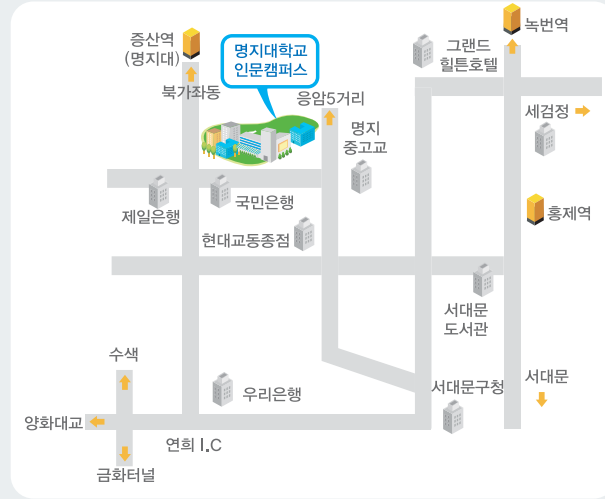 녹번역
증산역
(명지대)
명지대학교
인문캠퍼스
그랜드
힐튼호텔
북가좌동
응암5거리
세검정
명지
중고교
제일은행
국민은행
홍제역
현대교동종점
서대문
도서관
수색
우리은행
서대문구청
서대문
양화대교
연희 I.C
금화터널